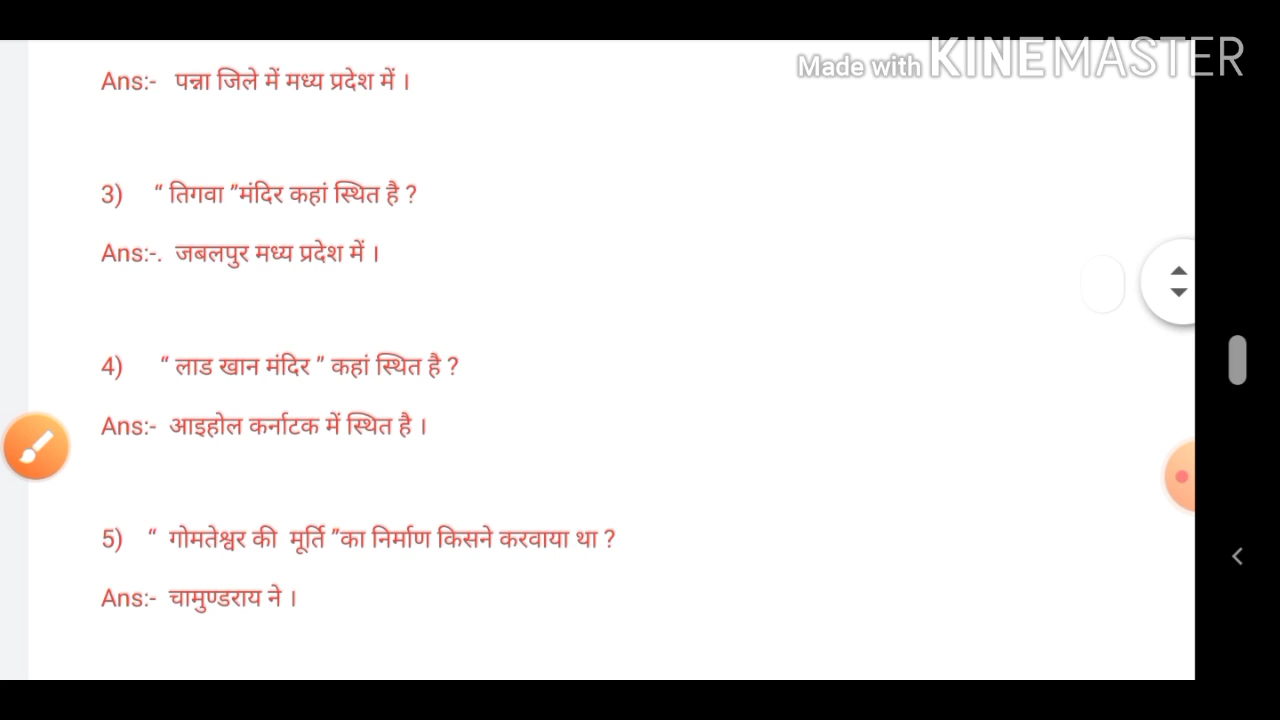 Made with KINEMASTER
Ans:- पन्ना जिले में मध्य प्रदेश में ।
3) “ तिगवा ”मंदिर कहां स्थित है ?
Ans:-. जबलपुर मध्य प्रदेश में ।
4) “ लाड खान मंदिर ” कहां स्थित है ?
Ans:- आइहोल कर्नाटक में स्थित है ।
5) “ गोमतेश्वर की मूर्ति ”का निर्माण किसने करवाया था ?
Ans:- चामुण्डराय ने ।